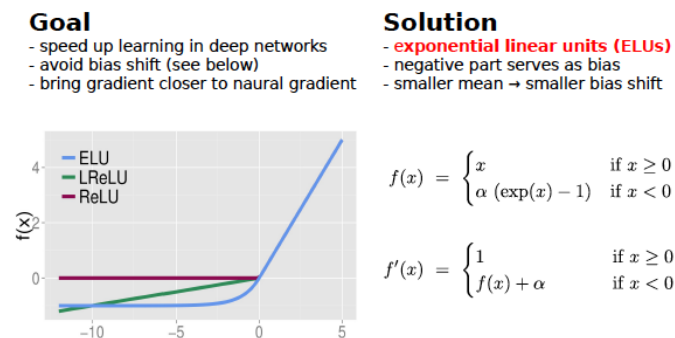 Goal
- speed up learning in deep networks
- avoid bias shift (see below)
- bring gradient closer to naural gradient
Solution
- exponential linear units (ELUs)
- negative part serves as bias
- smaller mean → smaller bias shift
ELU
LReLU
ReLU
f(x)
4
2
0
-10
-5
0
5
f(x) = { x if x ≥ 0
α (exp(x) − 1) if x < 0
f′(x) = { 1 if x ≥ 0
f(x) + α if x < 0